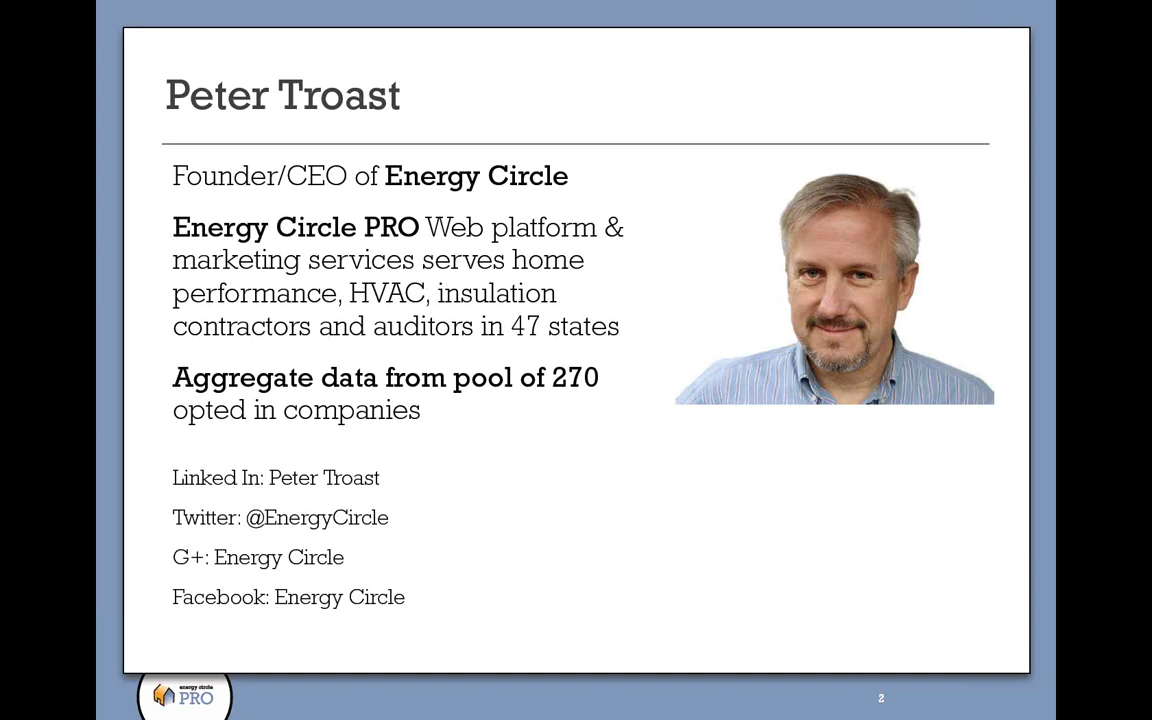 Peter Troast
Founder/CEO of Energy Circle
Energy Circle PRO Web platform &
marketing services serves home
performance, HVAC, insulation
contractors and auditors in 47 states
Aggregate data from pool of 270
opted in companies
Linked In: Peter Troast
Twitter: @EnergyCircle
G+: Energy Circle
Facebook: Energy Circle
energy circle
PRO
2